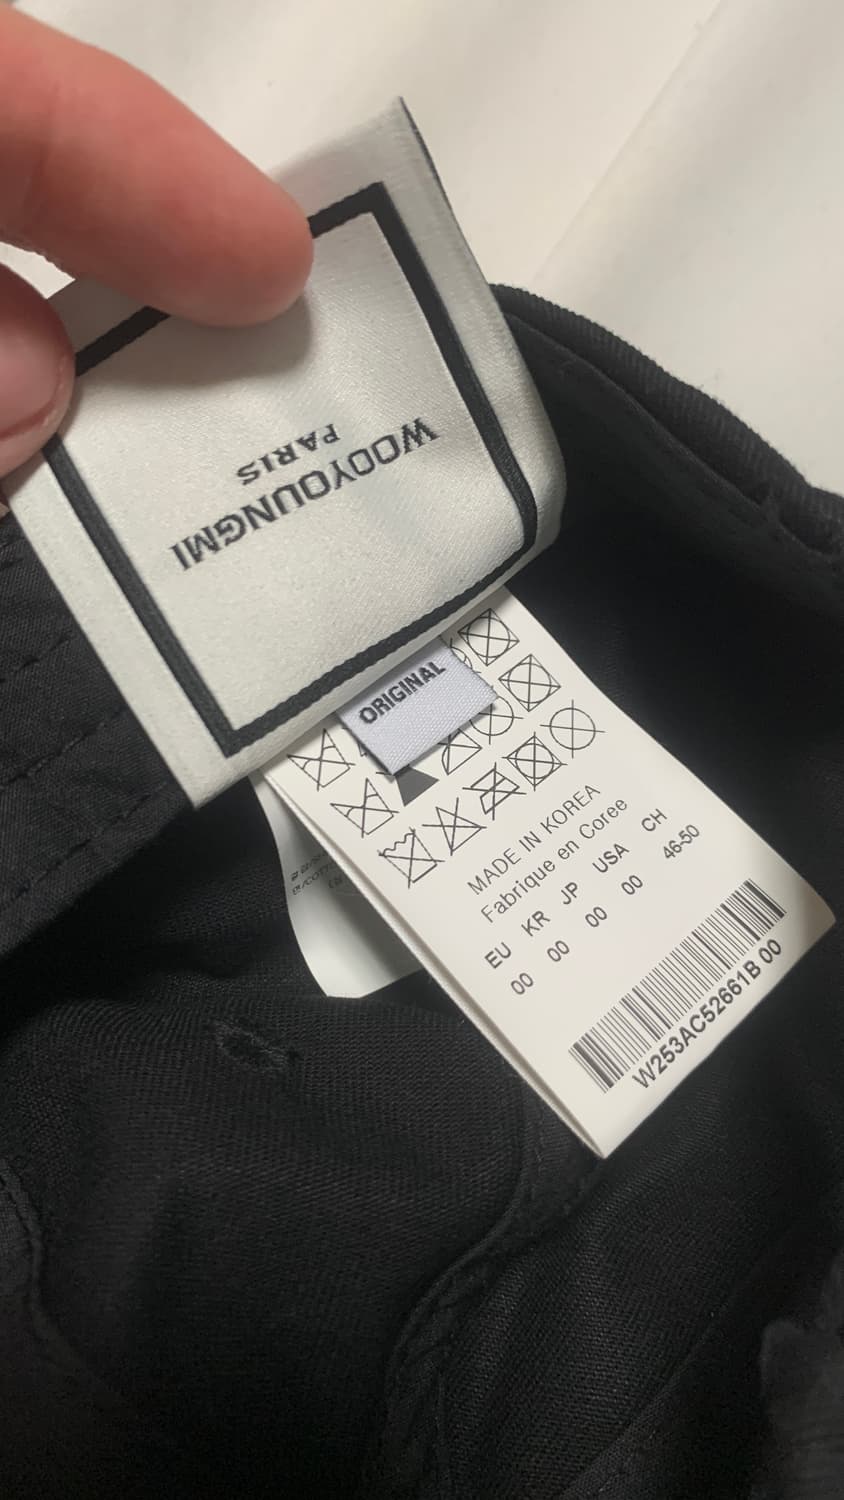 WOOYOUNGMI
PARIS
ORIGINAL
MADE IN KOREA
Fabrique en Coree
EU KR JP USA CH
00 00 00 00 46-50
W253AC52661B 00